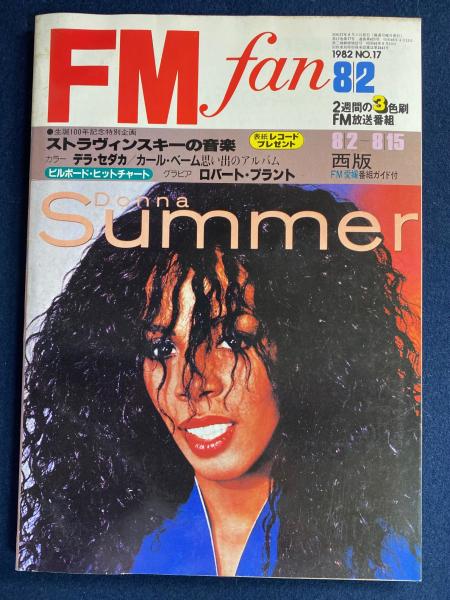 FM fan
1982 NO.17
82
2週間の3色刷
FM放送番組
8/2—8/15
西版
FM愛媛番組ガイド付
●生誕100年記念特別企画
ストラヴィンスキーの音楽
表紙レコード
プレゼント
カラー テラ・セダカ/カール・ベーム思い出のアルバム
ビルボード・ヒットチャート グラビア ロバート・プラント
Donna
Summer